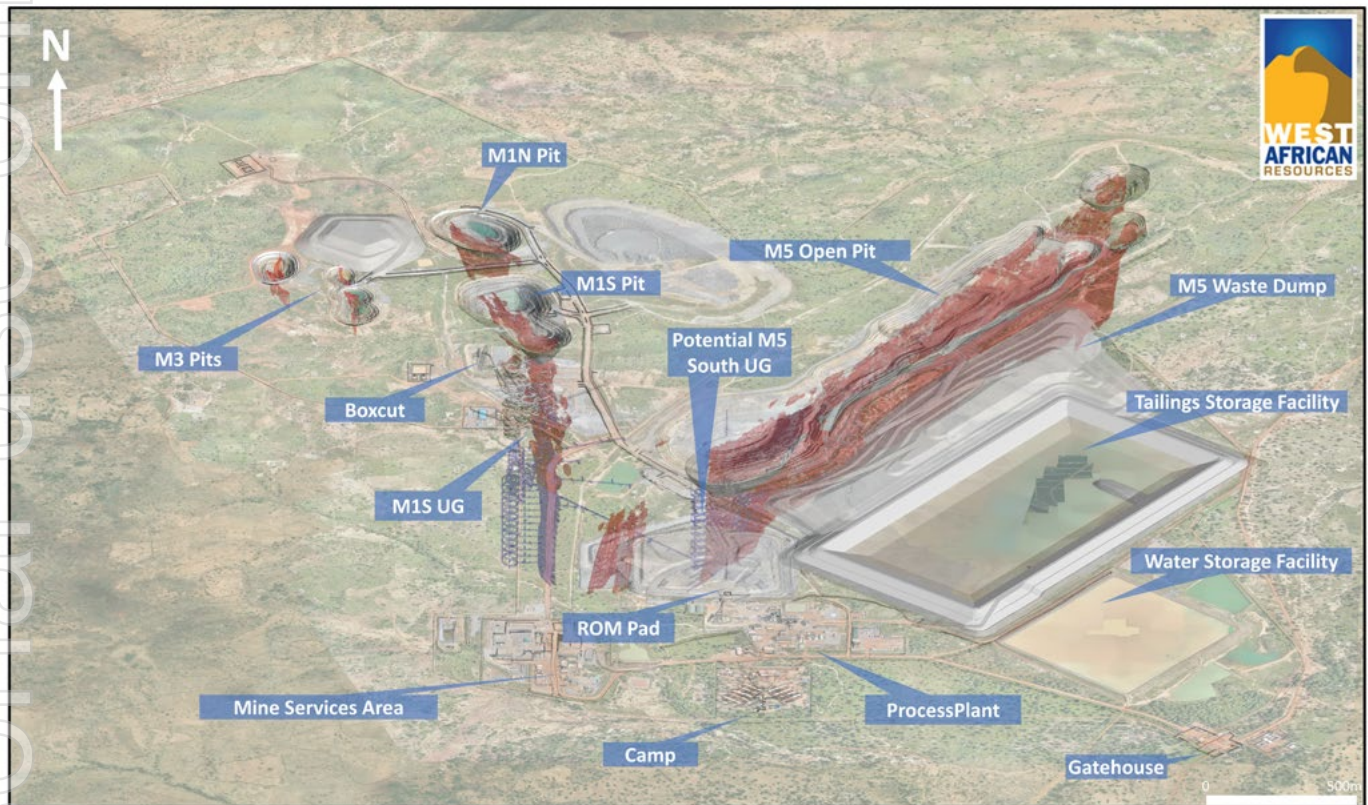 N
WEST
AFRICAN
RESOURCES
M1N Pit
M5 Open Pit
M1S Pit
M5 Waste Dump
Potential M5
South UG
M3 Pits
Boxcut
Tailings Storage Facility
M1S UG
Water Storage Facility
ROM Pad
Mine Services Area
ProcessPlant
Camp
Gatehouse
0 500m